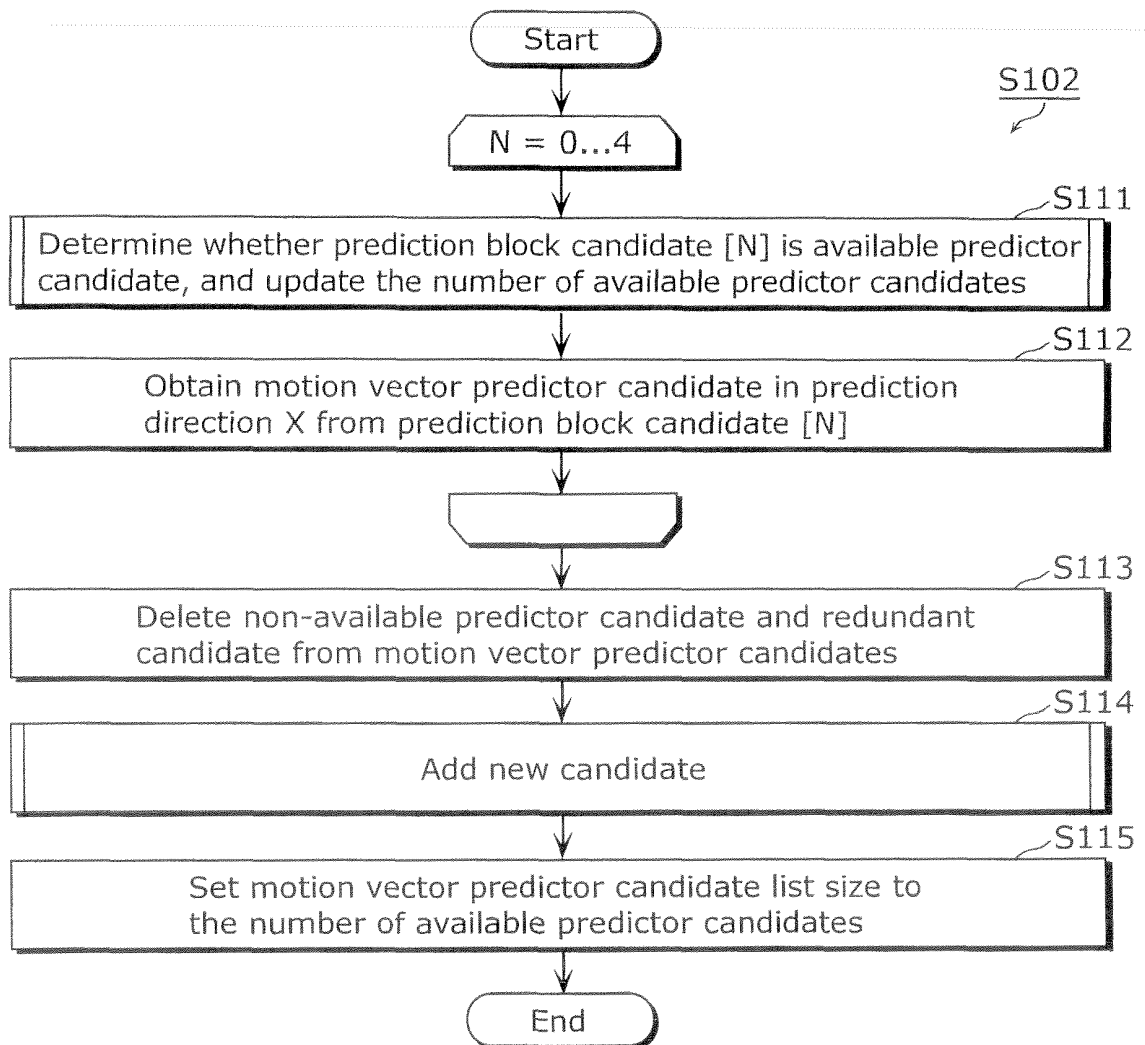 Start
S102
N = 0...4
S111
Determine whether prediction block candidate [N] is available predictor
candidate, and update the number of available predictor candidates
S112
Obtain motion vector predictor candidate in prediction
direction X from prediction block candidate [N]
S113
Delete non-available predictor candidate and redundant
candidate from motion vector predictor candidates
S114
Add new candidate
S115
Set motion vector predictor candidate list size to
the number of available predictor candidates
End